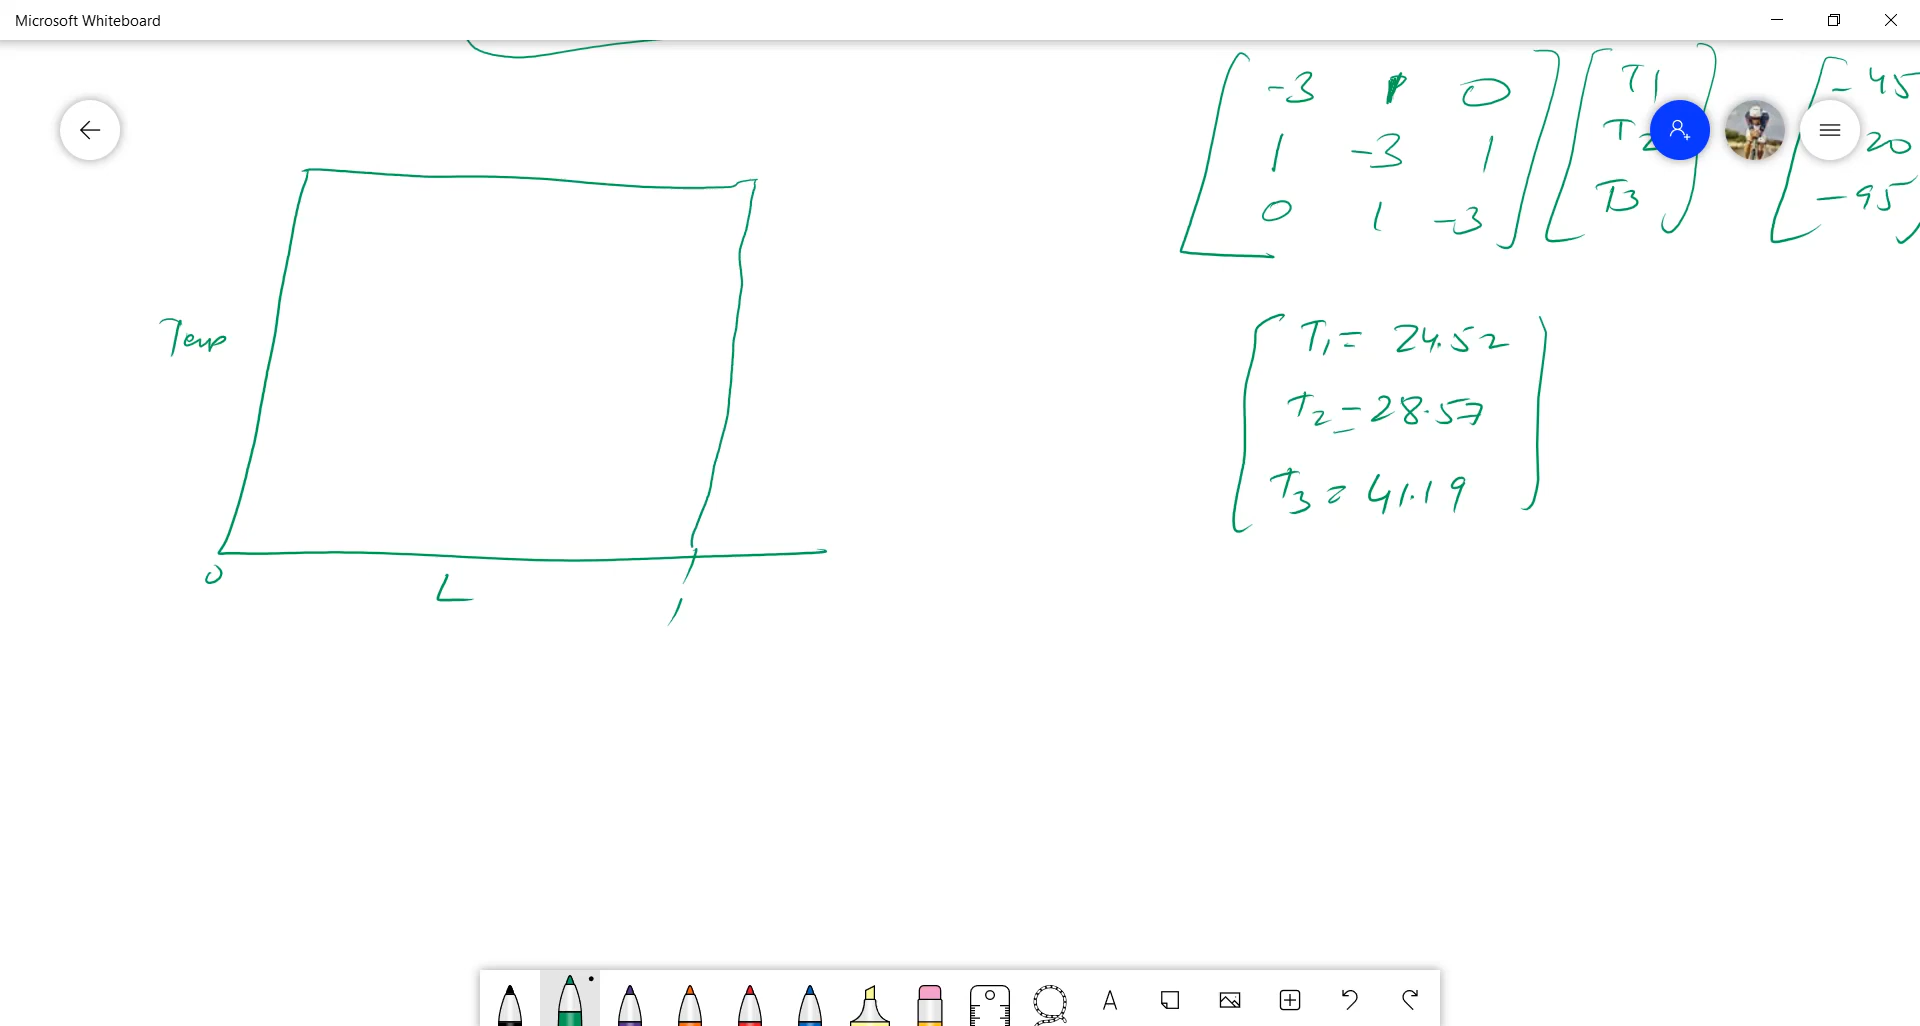 Microsoft Whiteboard
-3 1 0 T1 -45
1 -3 1 T2 20
0 1 -3 T3 -95
Temp
T1 = 24.52
T2 = 28.57
T3 = 41.19
0 L 1
A